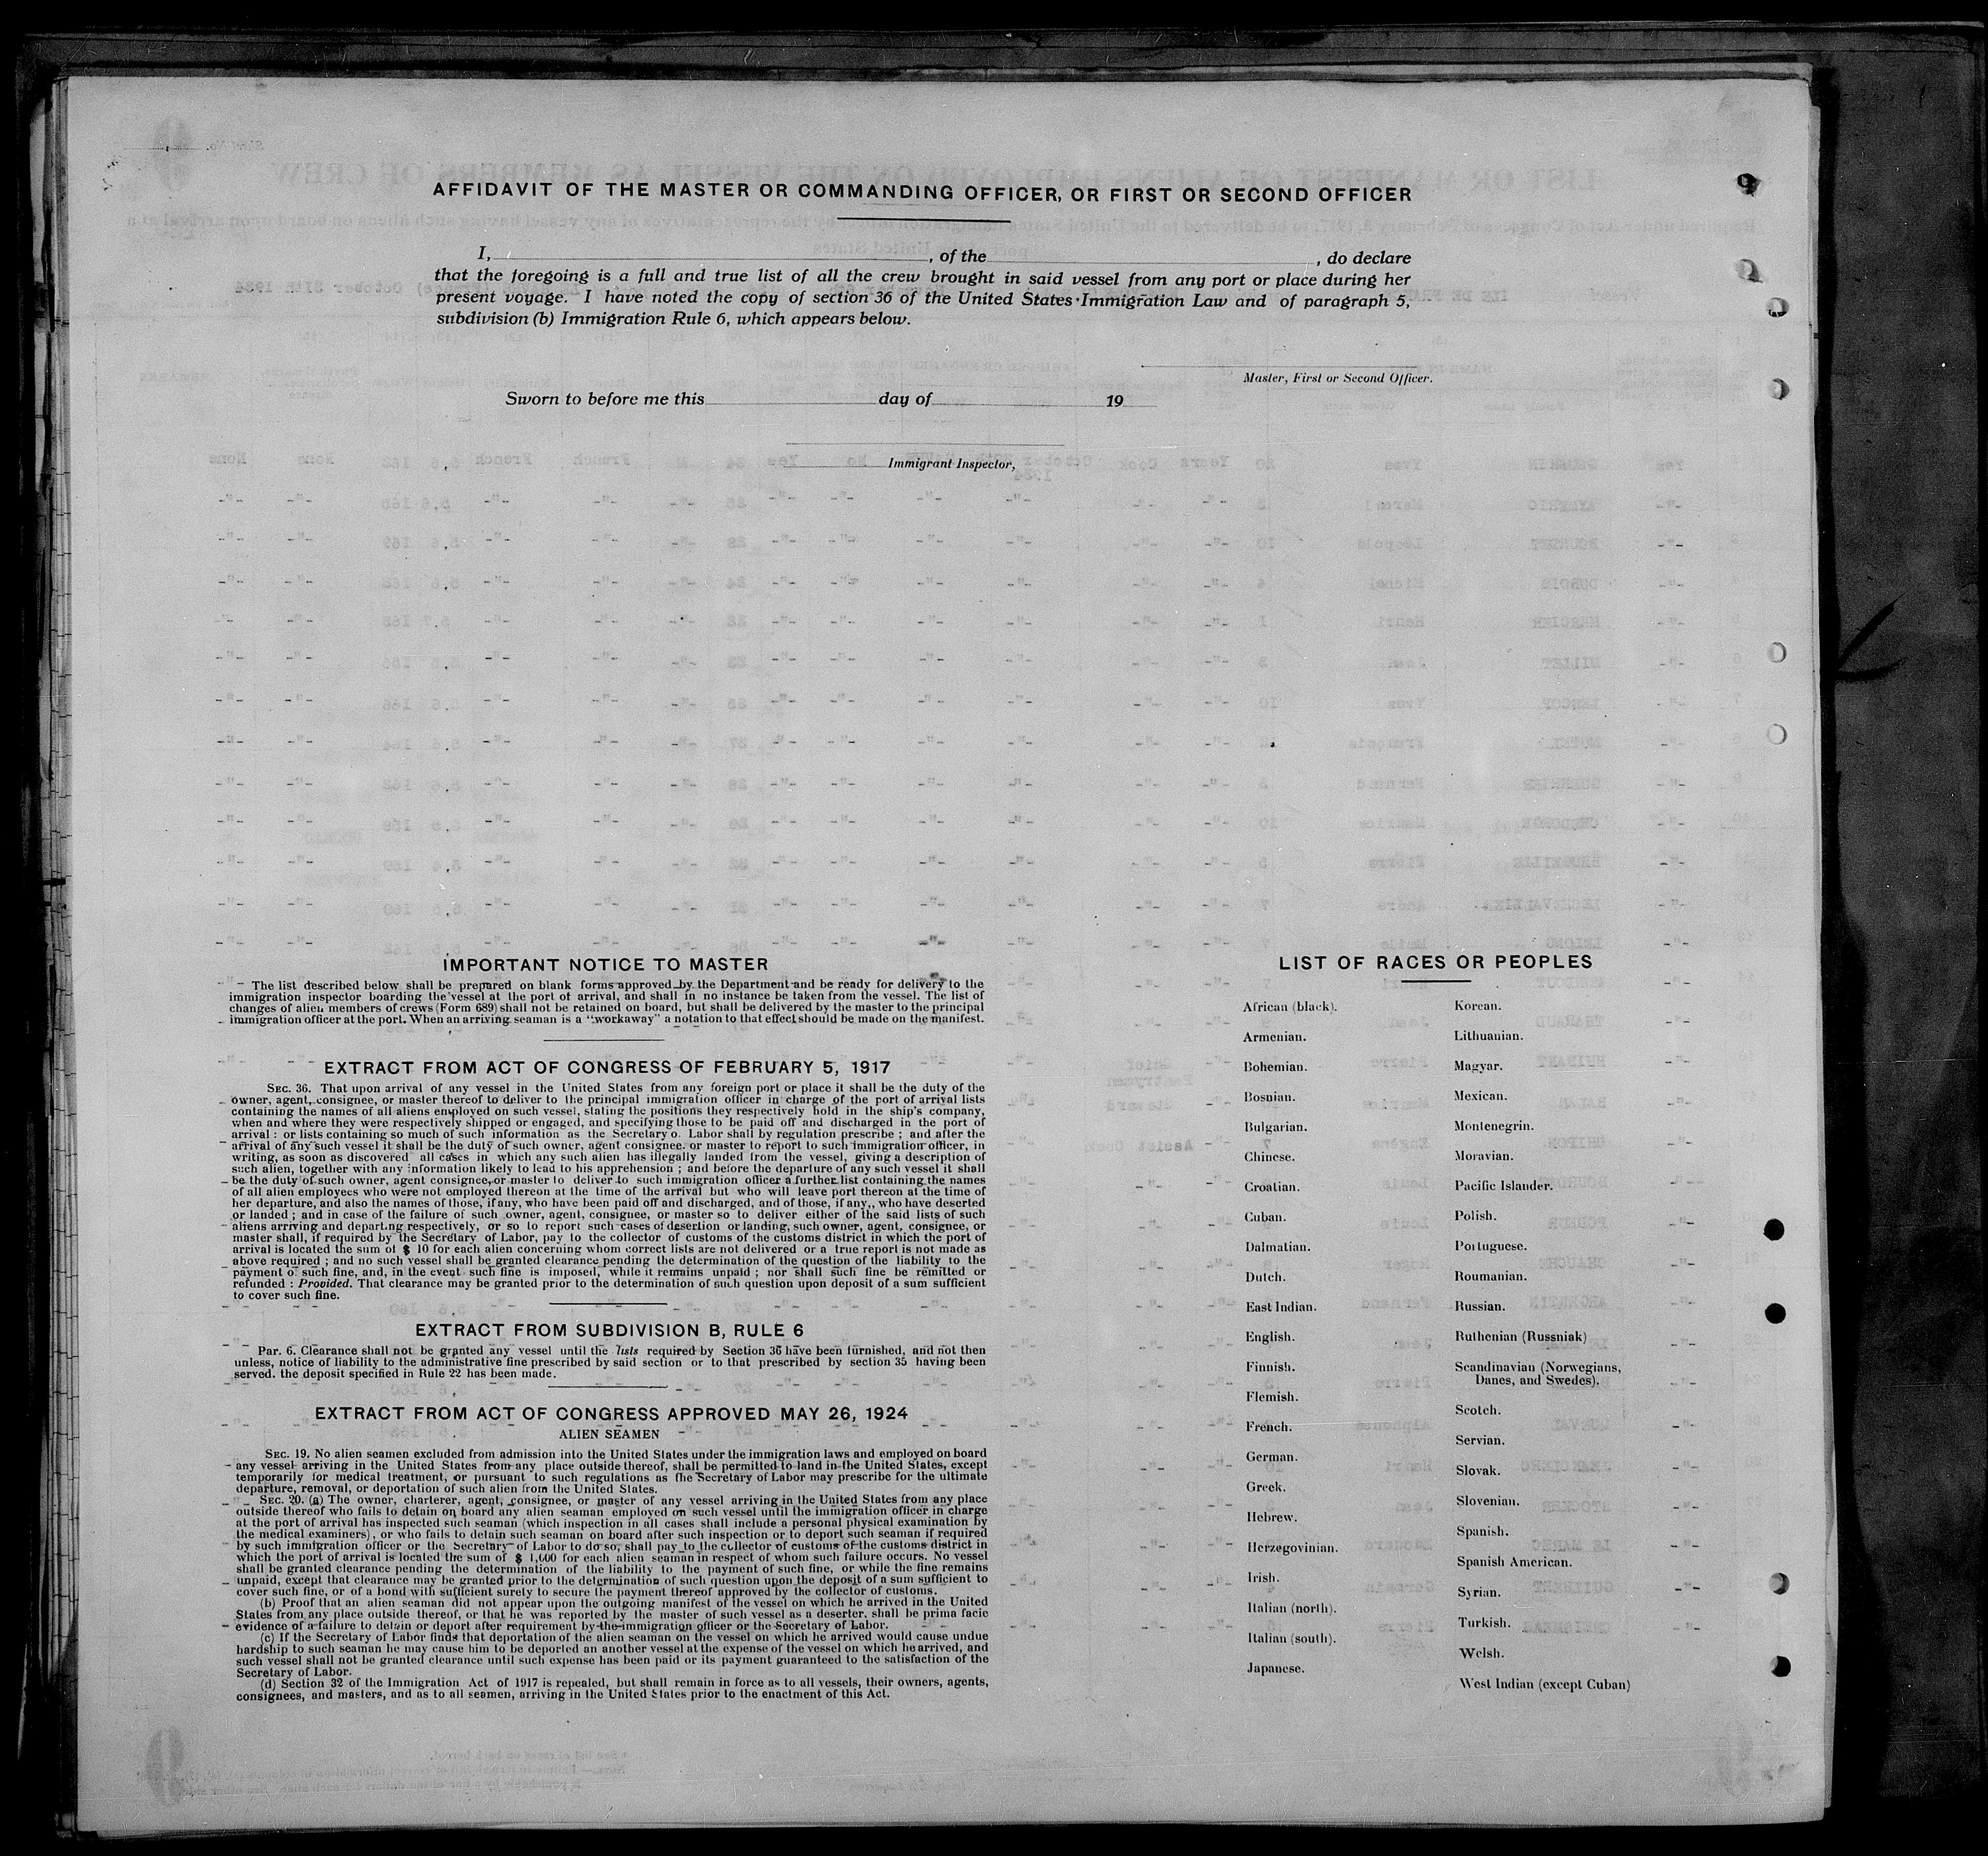 AFFIDAVIT OF THE MASTER OR COMMANDING OFFICER, OR FIRST OR SECOND OFFICER
I, , of the , do declare
that the foregoing is a full and true list of all the crew brought in said vessel from any port or place during her
present voyage. I have noted the copy of section 36 of the United States Immigration Law and of paragraph 5,
subdivision (b) Immigration Rule 6, which appears below.
Master, First or Second Officer.
Sworn to before me this day of 19
Immigrant Inspector,
IMPORTANT NOTICE TO MASTER
The list described below shall be prepared on blank forms approved by the Department and be ready for delivery to the
immigration inspector boarding the vessel at the port of arrival, and shall in no instance be taken from the vessel. The list of
changes of alien members of crews (Form 689) shall not be retained on board, but shall be delivered by the master to the principal
immigration officer at the port. When an arriving seaman is a "workaway" a notation to that effect should be made on the manifest.
EXTRACT FROM ACT OF CONGRESS OF FEBRUARY 5, 1917
SEC. 36. That upon arrival of any vessel in the United States from any foreign port or place it shall be the duty of the
owner, agent, consignee, or master thereof to deliver to the principal immigration officer in charge of the port of arrival lists
containing the names of all aliens employed on such vessel, stating the positions they respectively hold in the ship's company,
when and where they were respectively shipped or engaged, and specifying those to be paid off and discharged in the port of
arrival : or lists containing so much of such information as the Secretary o. Labor shall by regulation prescribe ; and after the
arrival of any such vessel it shall be the duty of such owner, agent consignee. or master to report to such immigration officer, in
writing, as soon as discovered all cases in which any such alien has illegally landed from the vessel, giving a description of
such alien, together with any information likely to lead to his apprehension ; and before the departure of any such vessel it shall
be the duty of such owner, agent consignee, or master to deliver to such immigration officer a further list containing the names
of all alien employees who were not employed thereon at the time of the arrival but who will leave port thereon at the time of
her departure, and also the names of those, if any, who have been paid off and discharged, and of those, if any,, who have deserted
or landed ; and in case of the failure of such owner, agent, consignee, or master so to deliver either of the said lists of such
aliens arriving and departing respectively, or so to report such cases of desertion or landing, such owner, agent, consignee, or
master shall, if required by the Secretary of Labor, pay to the collector of customs of the customs district in which the port of
arrival is located the sum of $ 10 for each alien concerning whom correct lists are not delivered or a true report is not made as
above required ; and no such vessel shall be granted clearance pending the determination of the question of the liability to the
payment of such fine, and, in the event such fine is imposed, while it remains unpaid ; nor shall such fine be remitted or
refunded : Provided. That clearance may be granted prior to the determination of such question upon deposit of a sum sufficient
to cover such fine.
EXTRACT FROM SUBDIVISION B, RULE 6
Par. 6. Clearance shall not be granted any vessel until the lists required by Section 36 have been furnished, and not then
unless, notice of liability to the administrative fine prescribed by said section or to that prescribed by section 35 having been
served. the deposit specified in Rule 22 has been made.
EXTRACT FROM ACT OF CONGRESS APPROVED MAY 26, 1924
ALIEN SEAMEN
SEC. 19. No alien seamen excluded from admission into the United States under the immigration laws and employed on board
any vessel arriving in the United States from any place outside thereof, shall be permitted to land in the United States, except
temporarily for medical treatment, or pursuant to such regulations as the Secretary of Labor may prescribe for the ultimate
departure, removal, or deportation of such alien from the United States.
SEC. 20. (a) The owner, charterer, agent, consignee, or master of any vessel arriving in the United States from any place
outside thereof who fails to detain on board any alien seaman employed on such vessel until the immigration officer in charge
at the port of arrival has inspected such seaman (which inspection in all cases shall include a personal physical examination by
the medical examiners), or who fails to detain such seaman on board after such inspection or to deport such seaman if required
by such immigration officer or the Secretary of Labor to do so, shall pay to the collector of customs of the customs district in
which the port of arrival is located the sum of $ 1,000 for each alien seaman in respect of whom such failure occurs. No vessel
shall be granted clearance pending the determination of the liability to the payment of such fine, or while the fine remains
unpaid, except that clearance may be granted prior to the determination of such question upon the deposit of a sum sufficient to
cover such fine, or of a bond with sufficient surety to secure the payment thereof approved by the collector of customs.
(b) Proof that an alien seaman did not appear upon the outgoing manifest of the vessel on which he arrived in the United
States from any place outside thereof, or that he was reported by the master of such vessel as a deserter, shall be prima facie
evidence of a failure to detain or deport after requirement by the immigration officer or the Secretary of Labor.
(c) If the Secretary of Labor finds that deportation of the alien seaman on the vessel on which he arrived would cause undue
hardship to such seaman he may cause him to be deported on another vessel at the expense of the vessel on which he arrived, and
such vessel shall not be granted clearance until such expense has been paid or its payment guaranteed to the satisfaction of the
Secretary of Labor.
(d) Section 32 of the Immigration Act of 1917 is repealed, but shall remain in force as to all vessels, their owners, agents,
consignees, and masters, and as to all seamen, arriving in the United States prior to the enactment of this Act.
LIST OF RACES OR PEOPLES
African (black).
Armenian.
Bohemian.
Bosnian.
Bulgarian.
Chinese.
Croatian.
Cuban.
Dalmatian.
Dutch.
East Indian.
English.
Finnish.
Flemish.
French.
German.
Greek.
Hebrew.
Herzegovinian.
Irish.
Italian (north).
Italian (south).
Japanese.
Korean.
Lithuanian.
Magyar.
Mexican.
Montenegrin.
Moravian.
Pacific Islander.
Polish.
Portuguese.
Roumanian.
Russian.
Ruthenian (Russniak)
Scandinavian (Norwegians,
Danes, and Swedes).
Scotch.
Servian.
Slovak.
Slovenian.
Spanish.
Spanish American.
Syrian.
Turkish.
Welsh.
West Indian (except Cuban)